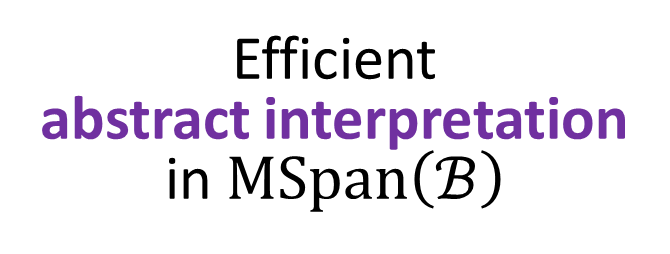 Efficient
abstract interpretation
in MSpan(ℬ)